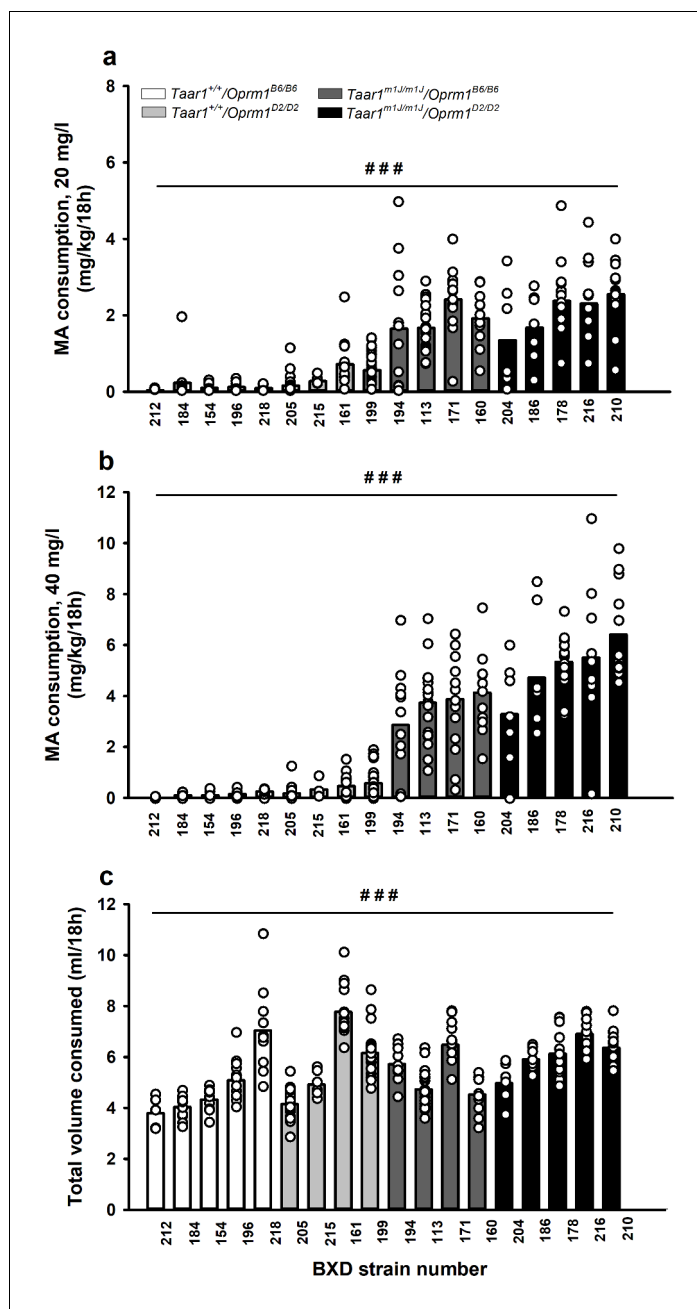 a
Taar1+/+/Oprm1B6/B6 Taar1m1J/m1J/Oprm1B6/B6
Taar1+/+/Oprm1D2/D2 Taar1m1J/m1J/Oprm1D2/D2
MA consumption, 20 mg/l
(mg/kg/18h)
8
6
4
2
0
# # #
212 184 154 196 218 205 215 161 199 194 113 171 160 204 186 178 216 210
b
MA consumption, 40 mg/l
(mg/kg/18h)
12
10
8
6
4
2
0
# # #
212 184 154 196 218 205 215 161 199 194 113 171 160 204 186 178 216 210
c
Total volume consumed (ml/18h)
12
10
8
6
4
2
0
# # #
212 184 154 196 218 205 215 161 199 194 113 171 160 204 186 178 216 210
BXD strain number